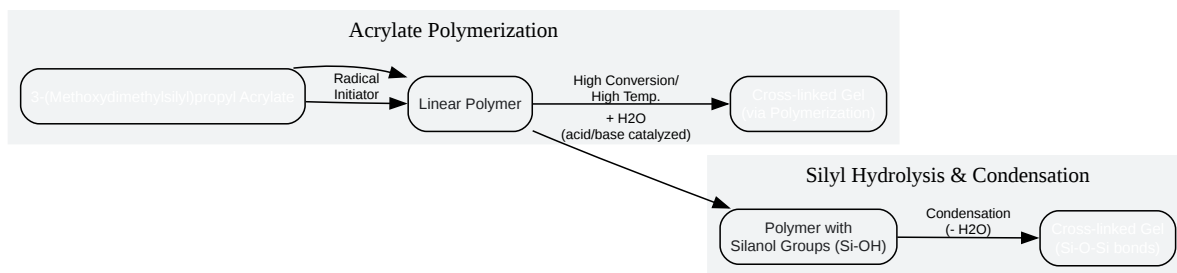 Acrylate Polymerization
3-(Methoxydimethylsilyl)propyl Acrylate
Radical
Initiator
Linear Polymer
High Conversion/
High Temp.
+ H2O
(acid/base catalyzed)
Cross-linked Gel
(via Polymerization)
Silyl Hydrolysis & Condensation
Polymer with
Silanol Groups (Si-OH)
Condensation
(- H2O)
Cross-linked Gel
(Si-O-Si bonds)